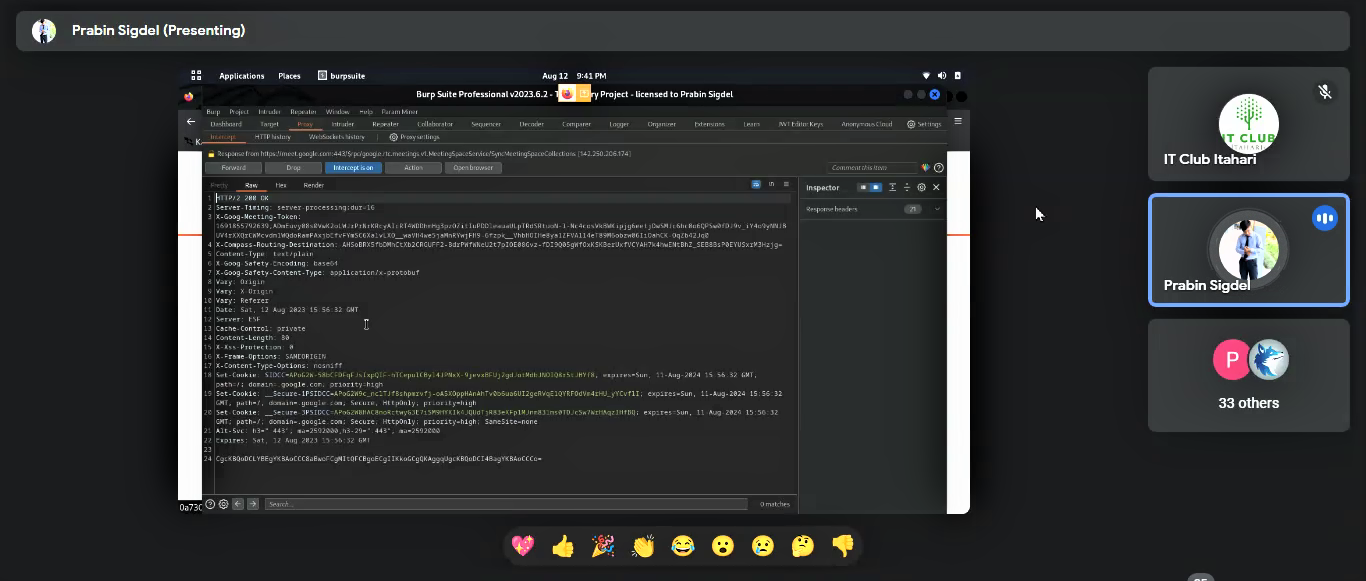 Prabin Sigdel (Presenting)
Applications Places burpsuite Aug 12 9:41 PM
Burp Suite Professional v2023.6.2 - ry Project - licensed to Prabin Sigdel
Burp Project Intruder Repeater Window Help Param Miner
Dashboard Target Proxy Intruder Repeater Collaborator Sequencer Decoder Comparer Logger Organizer Extensions Learn JWT Editor Keys Anonymous Cloud Settings
Intercept HTTP history WebSockets history Proxy settings
Response from https://meet.google.com:443/$rpc/google.rtc.meetings.v1.MeetingSpaceService/SyncMeetingSpaceCollections [142.250.206.174]
Forward Drop Intercept is on Action Open browser Comment this item
Pretty Raw Hex Render
Inspector
Response headers 21
1 HTTP/2 200 OK
2 Server-Timing: server-processing;dur=16
3 X-Goog-Meeting-Token:
4 X-Compass-Routing-Destination:
5 Content-Type: text/plain
6 X-Goog-Safety-Encoding: base64
7 X-Goog-Safety-Content-Type: application/x-protobuf
8 Vary: Origin
9 Vary: X-Origin
10 Vary: Referer
11 Date: Sat, 12 Aug 2023 15:56:32 GMT
12 Server: ESF
13 Cache-Control: private
14 Content-Length: 80
15 X-Xss-Protection: 0
16 X-Frame-Options: SAMEORIGIN
17 X-Content-Type-Options: nosniff
18 Set-Cookie: expires=Sun, 11-Aug-2024 15:56:32 GMT;
path=/; domain=.google.com; priority=high
19 Set-Cookie: expires=Sun, 11-Aug-2024 15:56:32
GMT; path=/; domain=.google.com; Secure; HttpOnly; priority=high
20 Set-Cookie: expires=Sun, 11-Aug-2024 15:56:32
GMT; path=/; domain=.google.com; Secure; HttpOnly; priority=high; SameSite=none
21 Alt-Svc: h3=":443"; ma=2592000,h3-29=":443"; ma=2592000
22 Expires: Sat, 12 Aug 2023 15:56:32 GMT
23
24
Search... 0 matches
0a730
IT CLUB
ITAHARI
IT Club Itahari
Prabin Sigdel
P
33 others